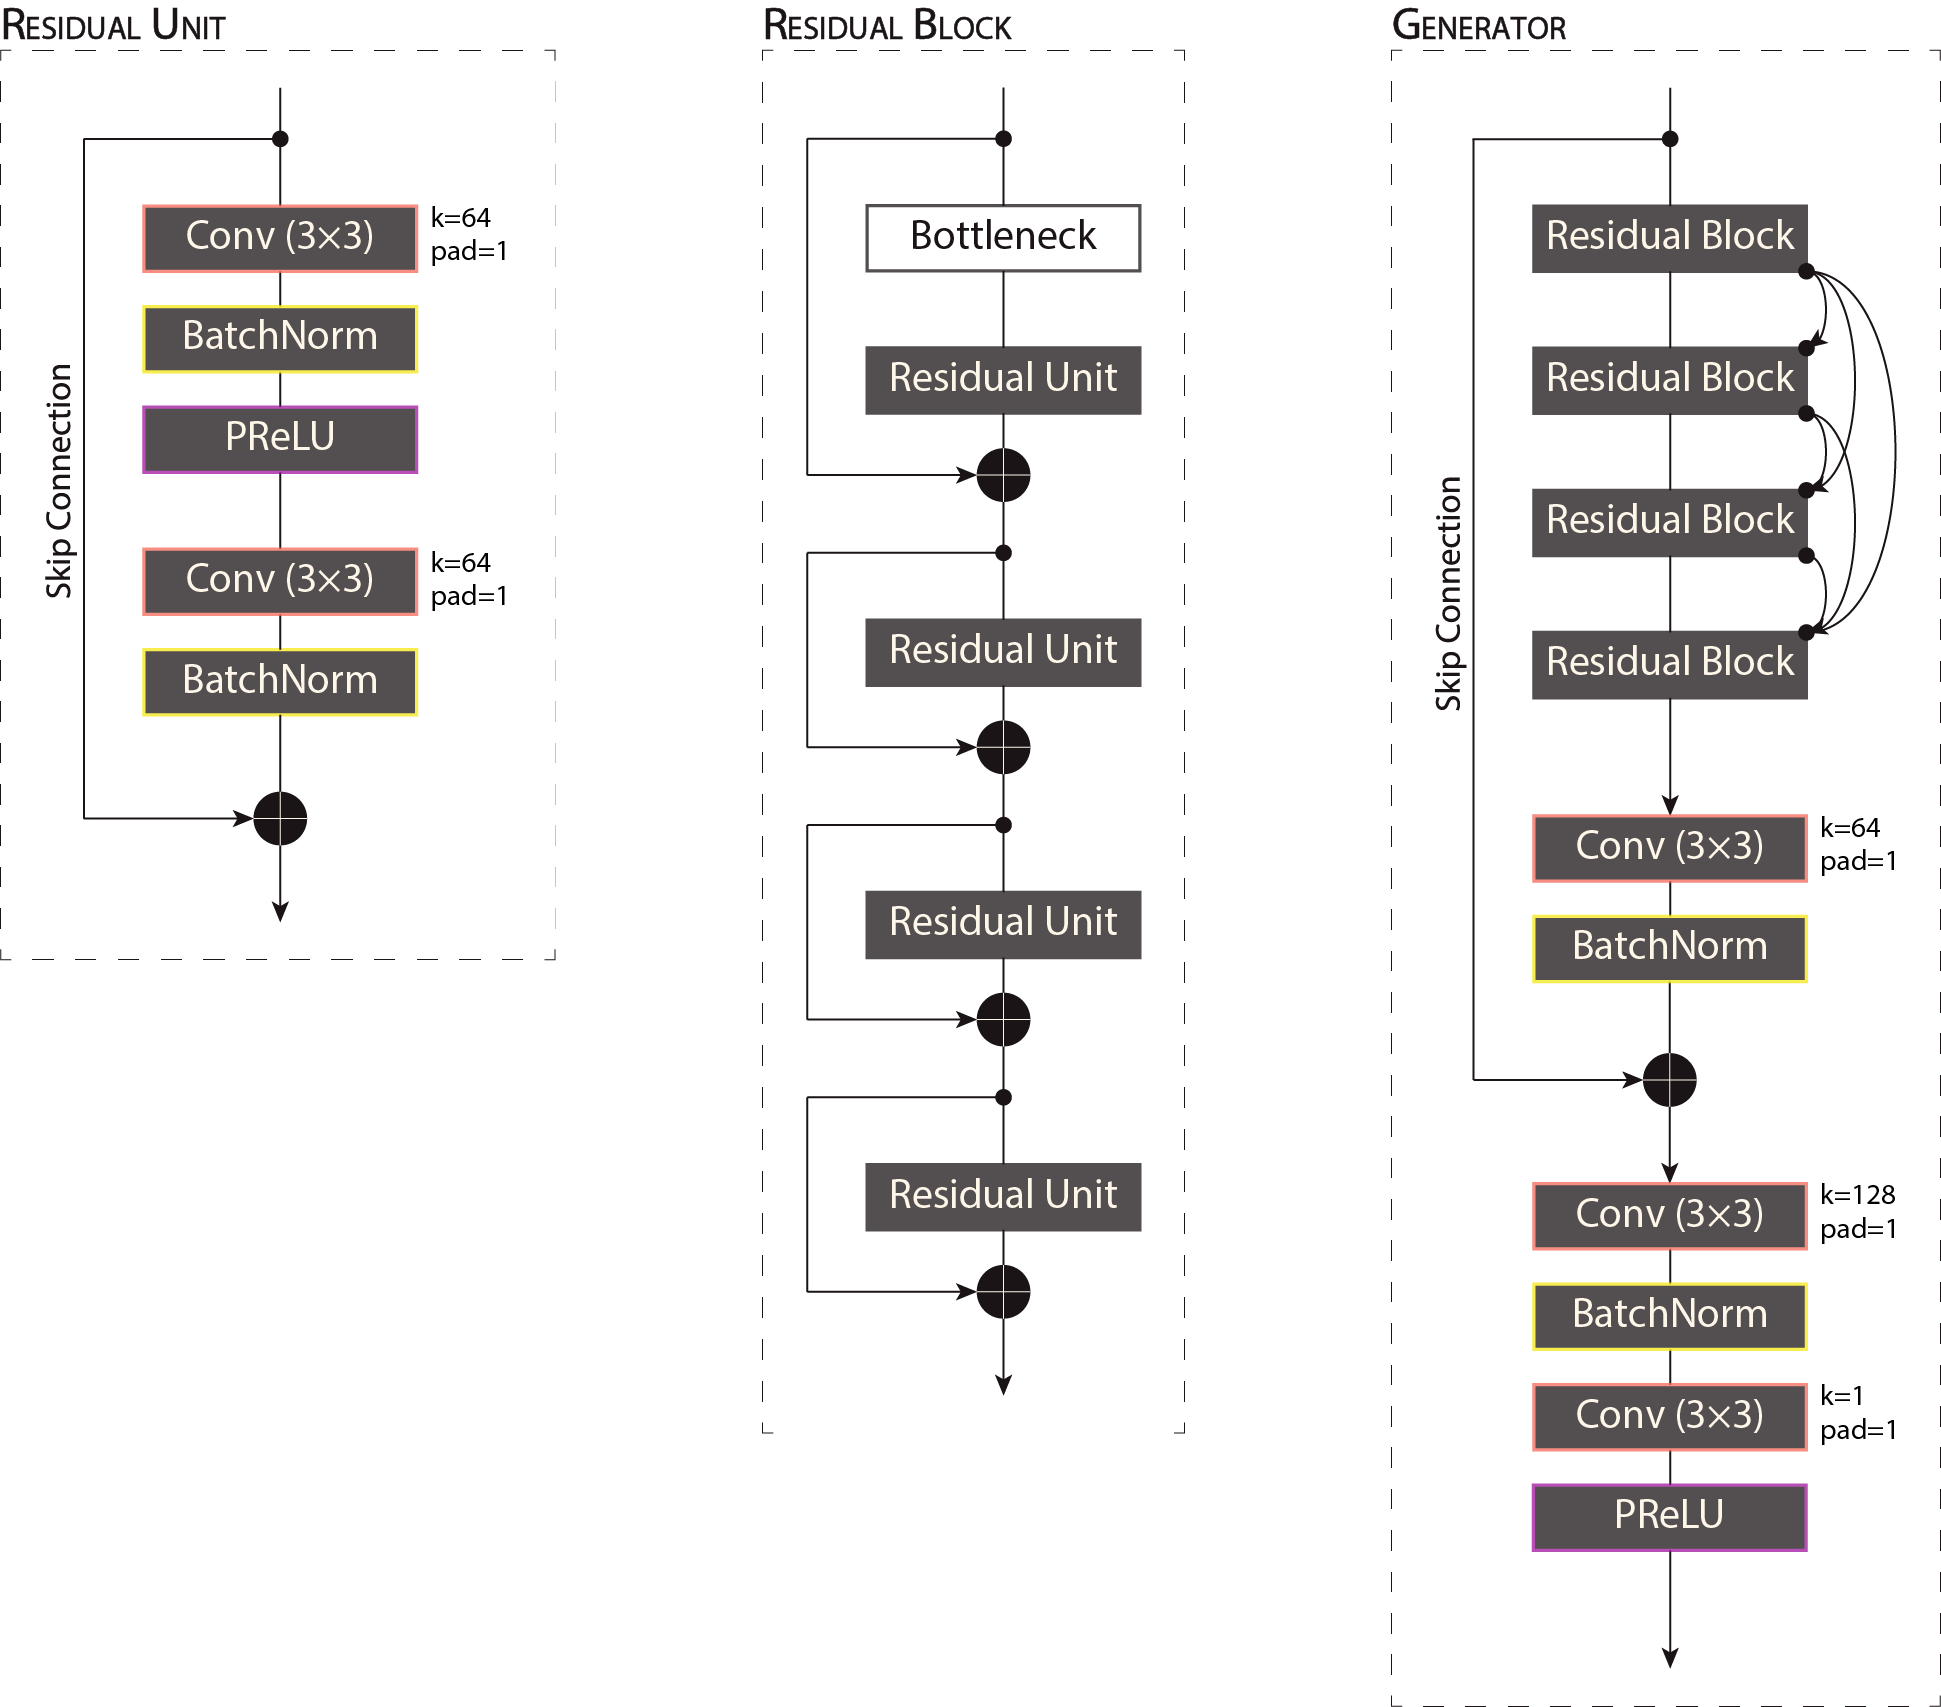 RESIDUAL UNIT
Conv (3×3)
k=64
pad=1
BatchNorm
PReLU
Skip Connection
Conv (3×3)
k=64
pad=1
BatchNorm
RESIDUAL BLOCK
Bottleneck
Residual Unit
Residual Unit
Residual Unit
Residual Unit
GENERATOR
Residual Block
Residual Block
Residual Block
Skip Connection
Residual Block
Conv (3×3)
k=64
pad=1
BatchNorm
Conv (3×3)
k=128
pad=1
BatchNorm
Conv (3×3)
k=1
pad=1
PReLU